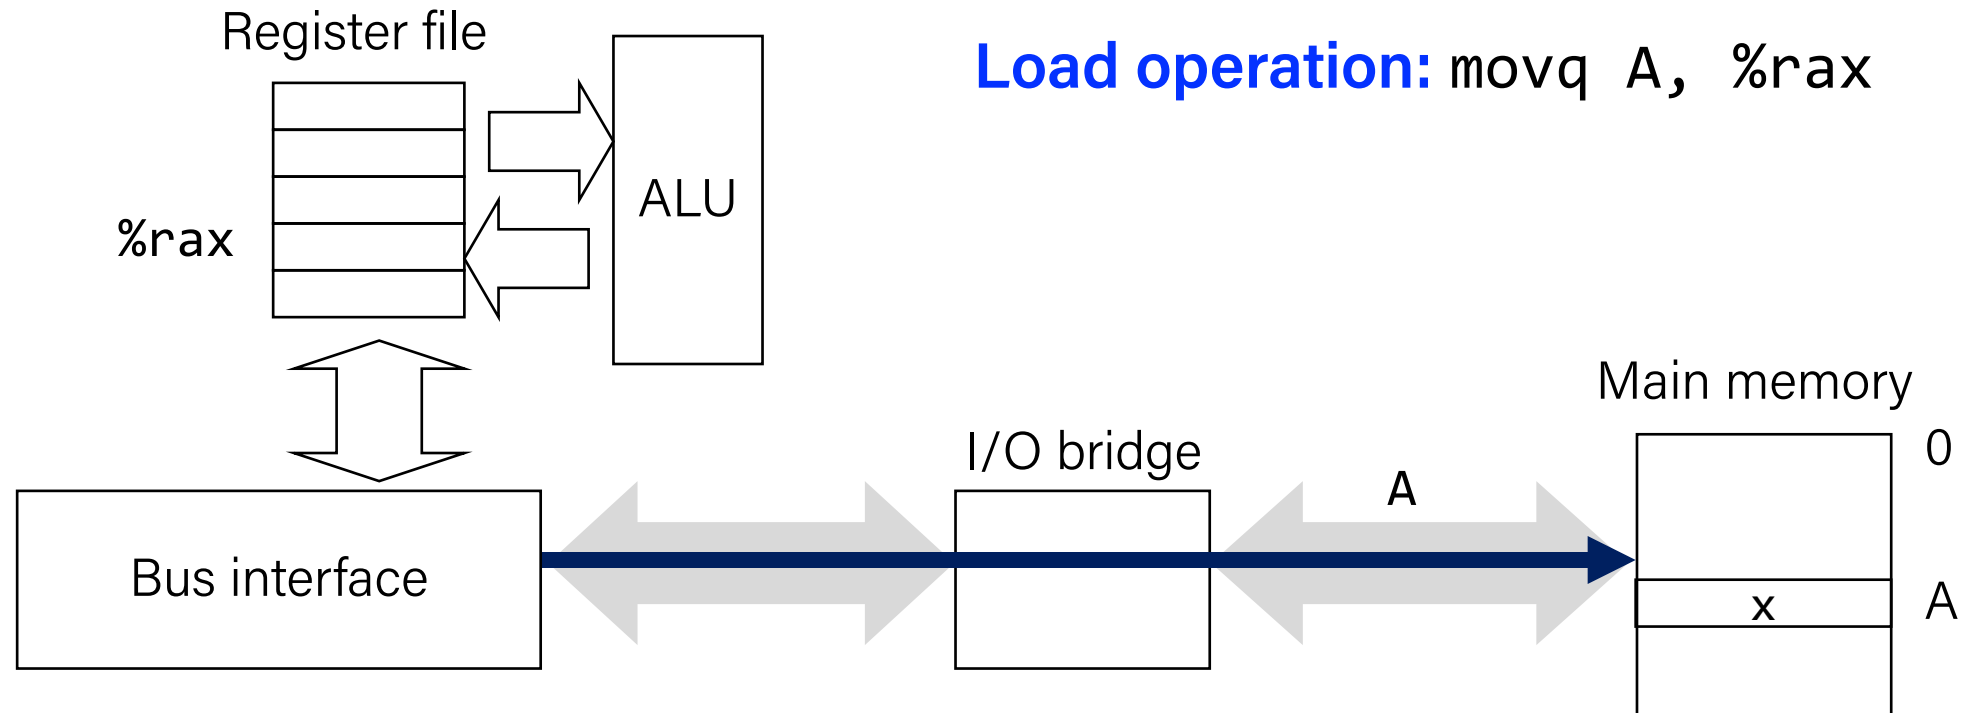 Register file
Load operation: movq A, %rax
ALU
%rax
Main memory
I/O bridge
0
A
Bus interface
x
A